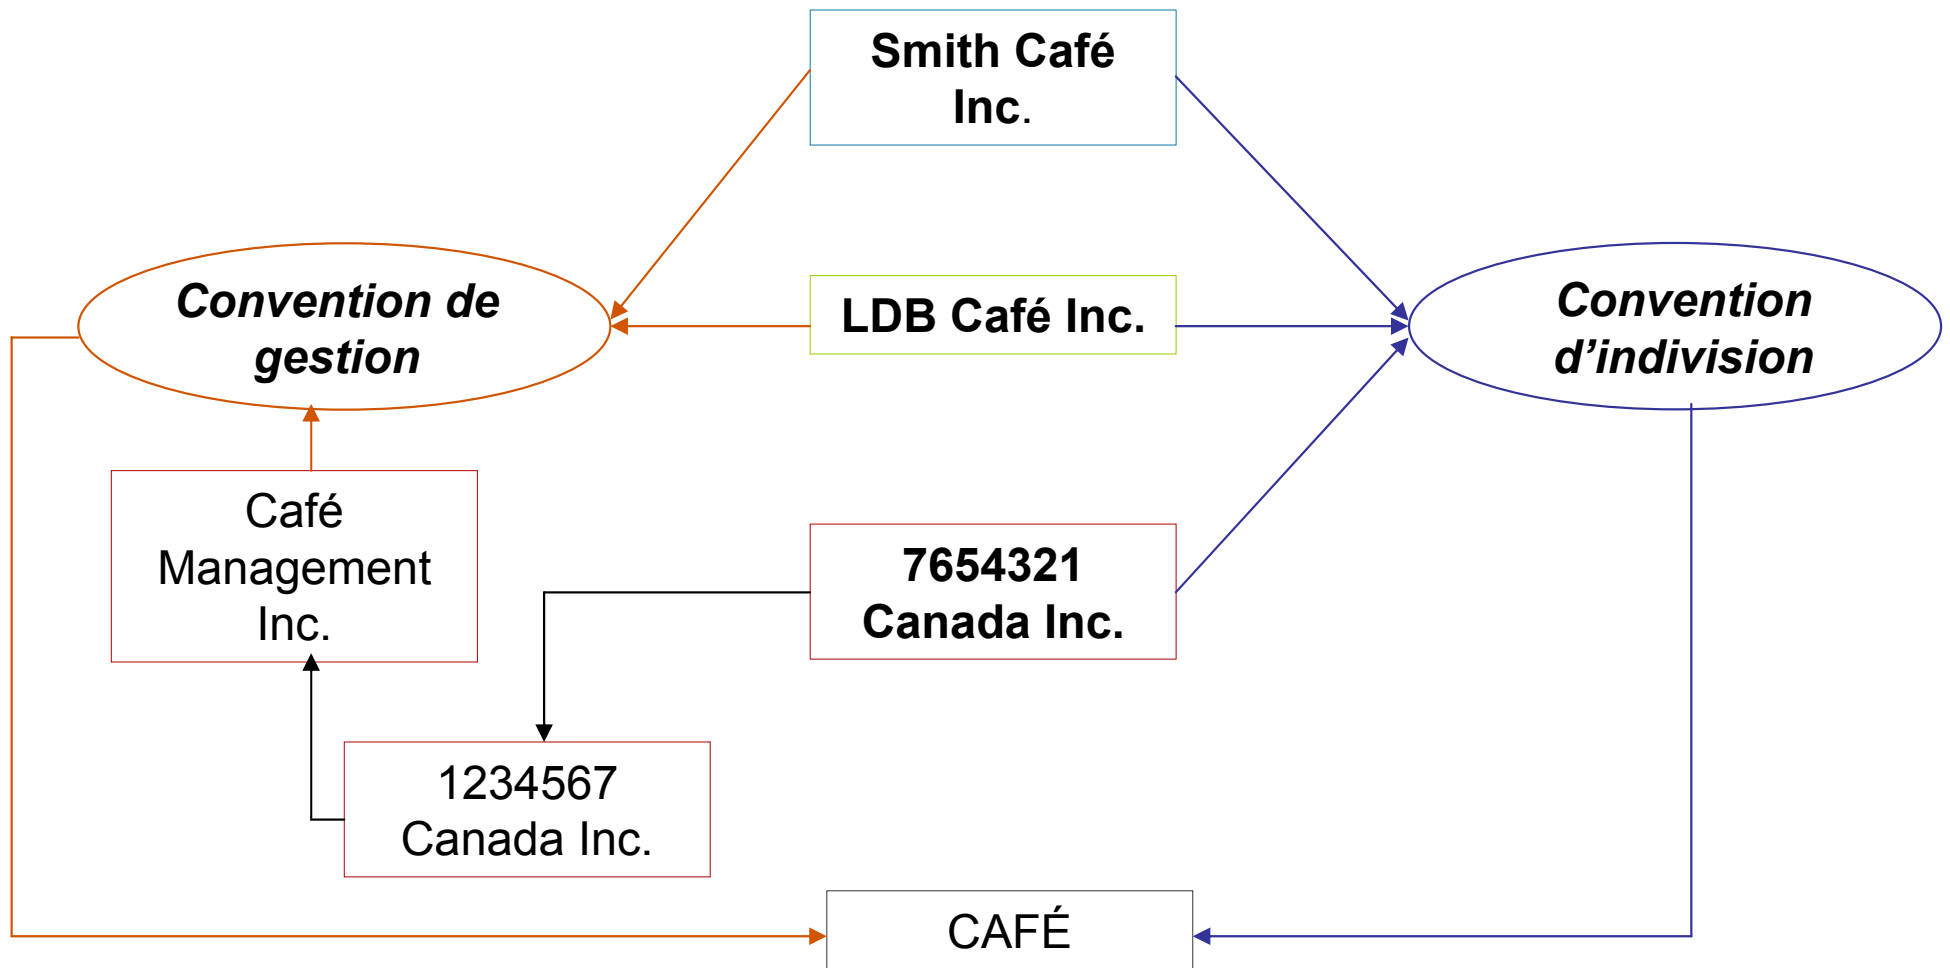 Smith Café
Inc.
Convention de
gestion
LDB Café Inc.
Convention
d’indivision
Café
Management
Inc.
7654321
Canada Inc.
1234567
Canada Inc.
CAFÉ